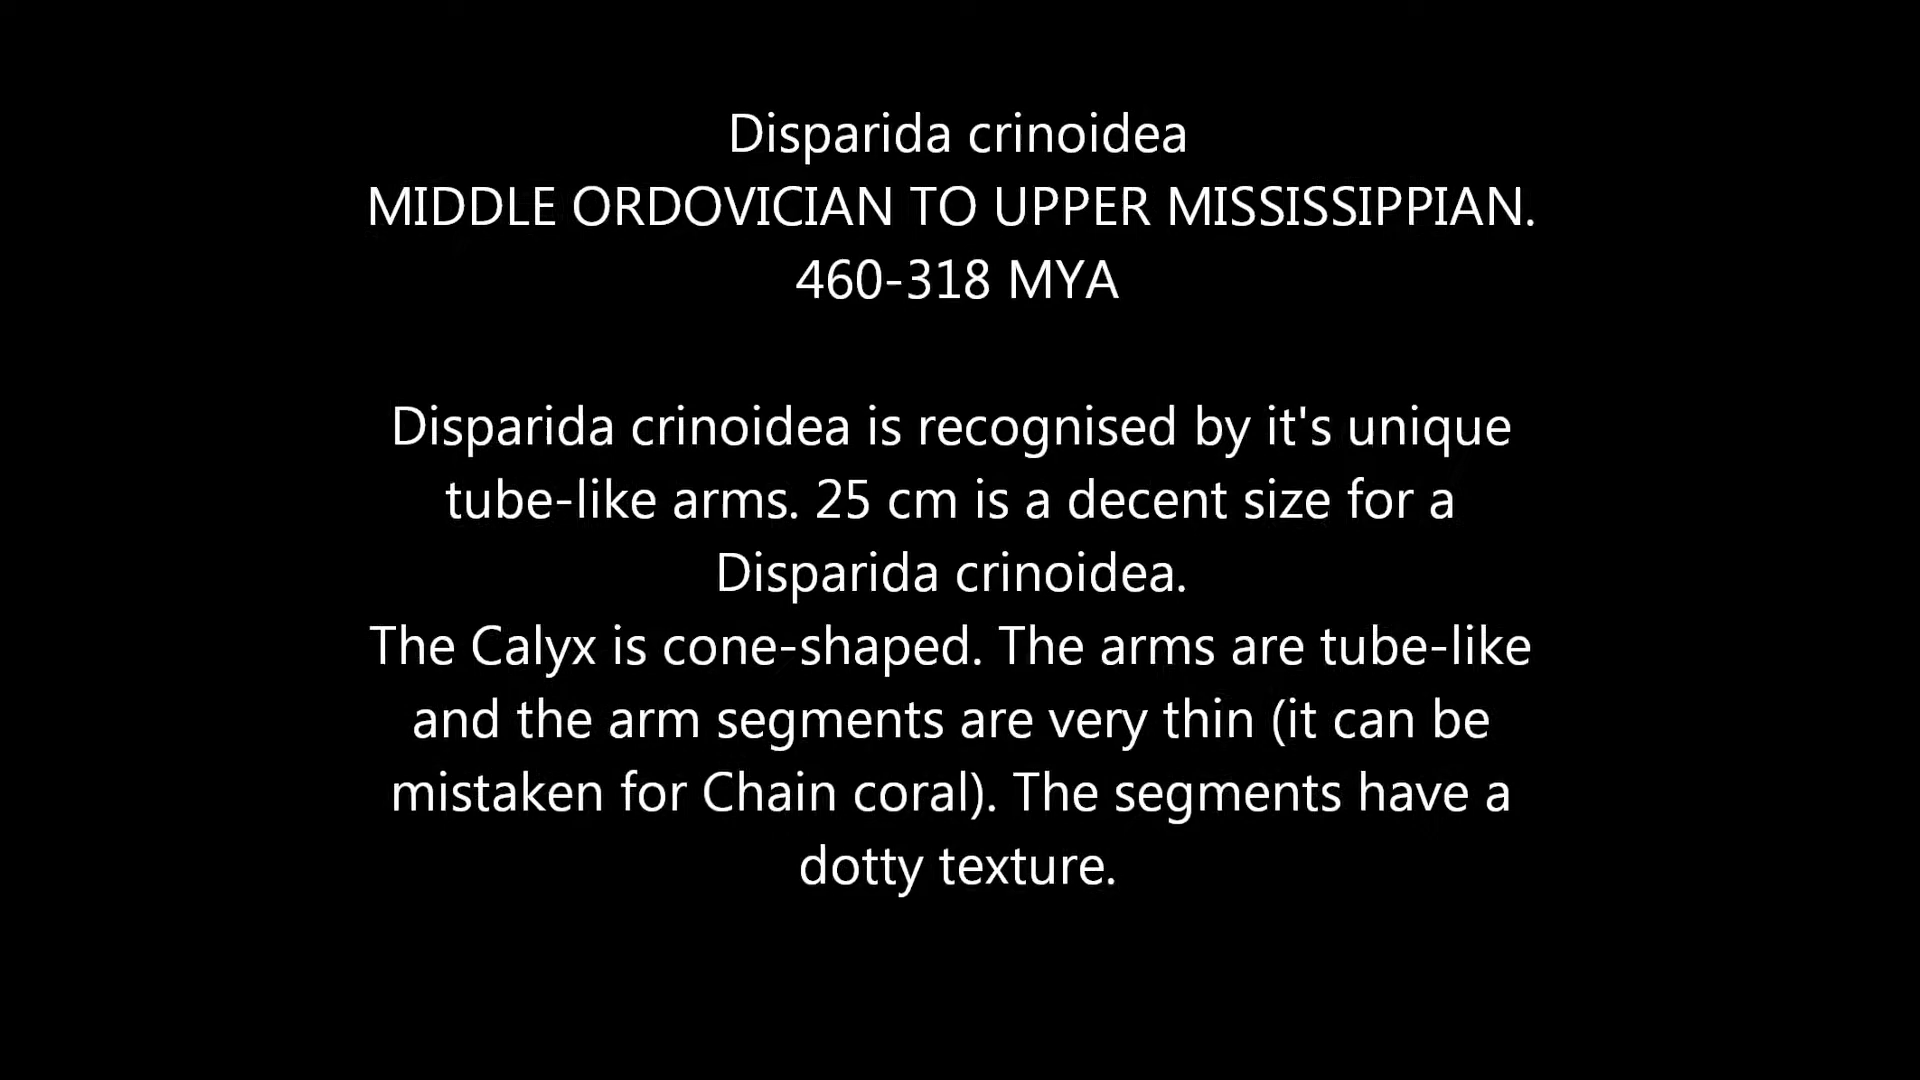 Disparida crinoidea
MIDDLE ORDOVICIAN TO UPPER MISSISSIPPIAN.
460-318 MYA
Disparida crinoidea is recognised by it's unique
tube-like arms. 25 cm is a decent size for a
Disparida crinoidea.
The Calyx is cone-shaped. The arms are tube-like
and the arm segments are very thin (it can be
mistaken for Chain coral). The segments have a
dotty texture.